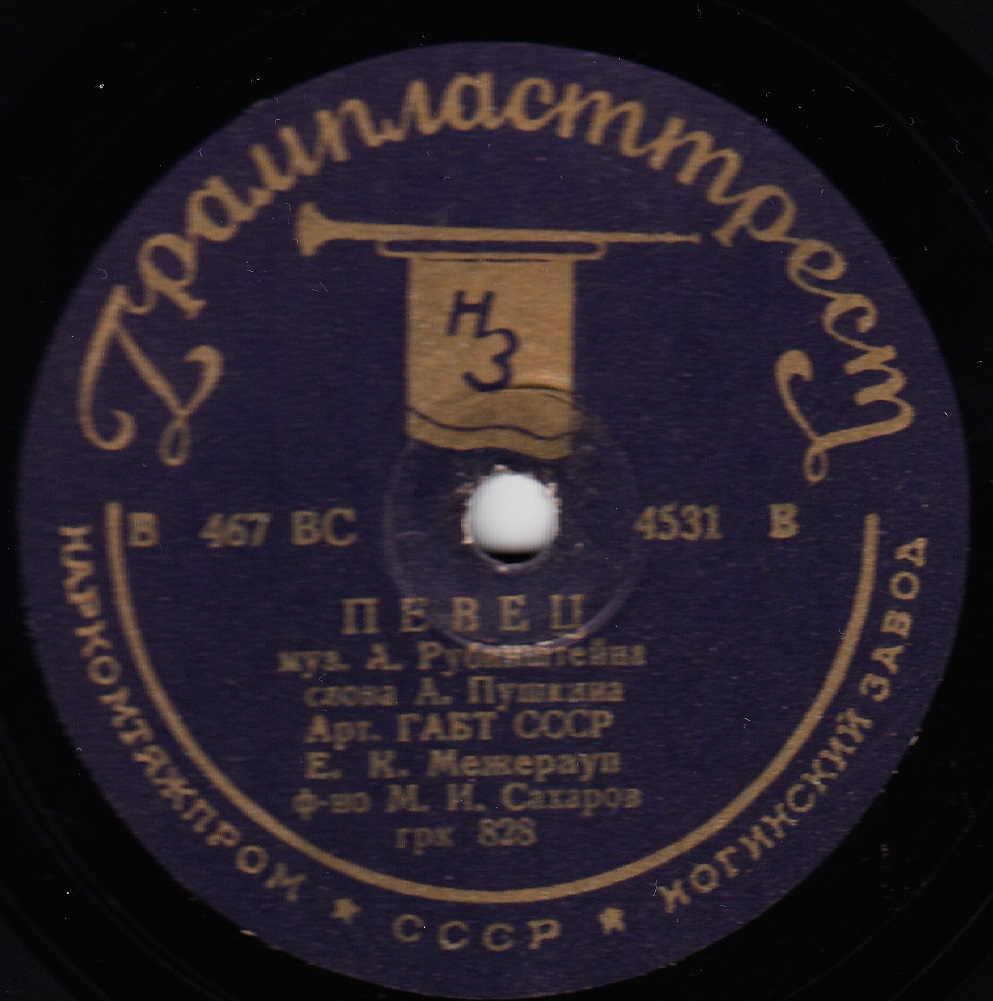 Грампласттрест
НЗ
В 467 ВС 4531 В
ПЕВЕЦ
муз. А. Рубинштейна
слова А. Пушкина
Арт. ГАБТ СССР
Е. К. Межерауп
ф-но М. И. Сахаров
грк 828
НАРКОМТЯЖПРОМ ★ СССР ★ НОГИНСКИЙ ЗАВОД